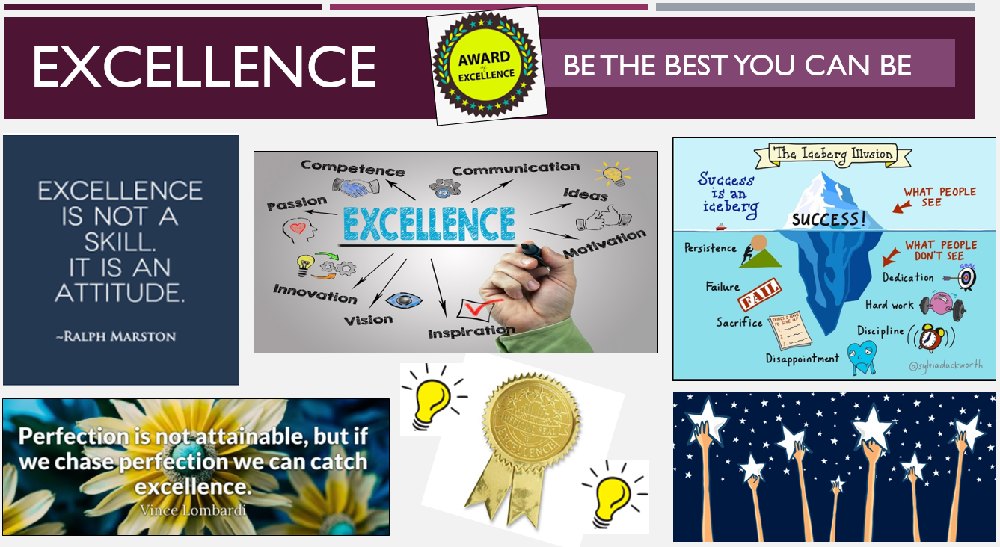 EXCELLENCE
AWARD
of
EXCELLENCE
BE THE BEST YOU CAN BE
EXCELLENCE
IS NOT A
SKILL.
IT IS AN
ATTITUDE.
~RALPH MARSTON
Competence
Communication
Passion
Ideas
EXCELLENCE
Motivation
Innovation
Vision
Inspiration
The Iceberg Illusion
Success
is an
iceberg
WHAT PEOPLE
SEE
SUCCESS!
Persistence
WHAT PEOPLE
DON'T SEE
GOAL
Dedication
Failure
FAIL
Hard work
Sacrifice
THINGS I HAVE
TO GIVE UP
1.
2.
3.
Discipline
Disappointment
@sylviaduckworth
Perfection is not attainable, but if
we chase perfection we can catch
excellence.
Vince Lombardi
SEAL
EXCELLENCE